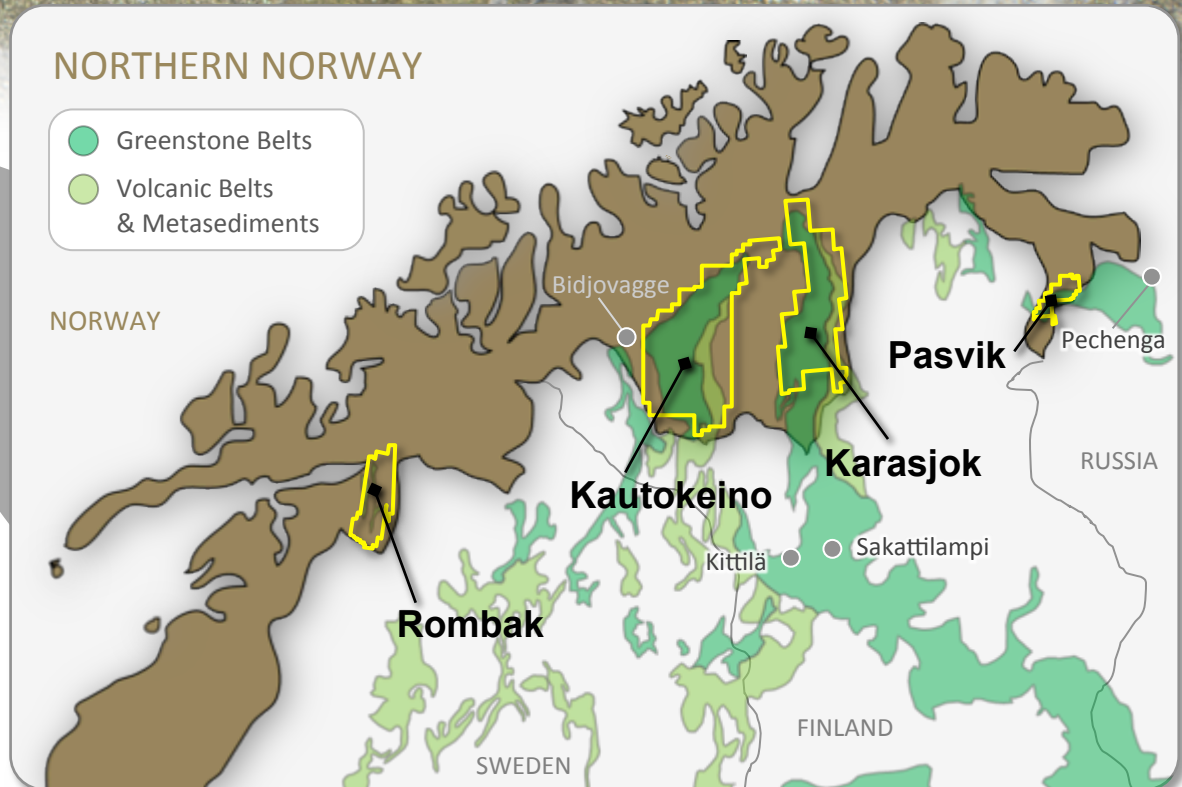 NORTHERN NORWAY
Greenstone Belts
Volcanic Belts
& Metasediments
Bidjovagge
NORWAY
Pechenga
Pasvik
Karasjok
RUSSIA
Kautokeino
Kittilä
Sakattilampi
Rombak
FINLAND
SWEDEN